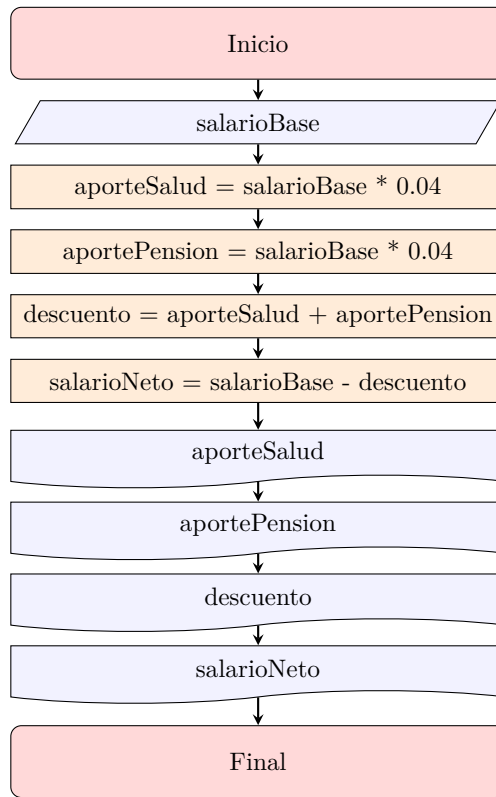 Inicio
salarioBase
aporteSalud = salarioBase * 0.04
aportePension = salarioBase * 0.04
descuento = aporteSalud + aportePension
salarioNeto = salarioBase - descuento
aporteSalud
aportePension
descuento
salarioNeto
Final